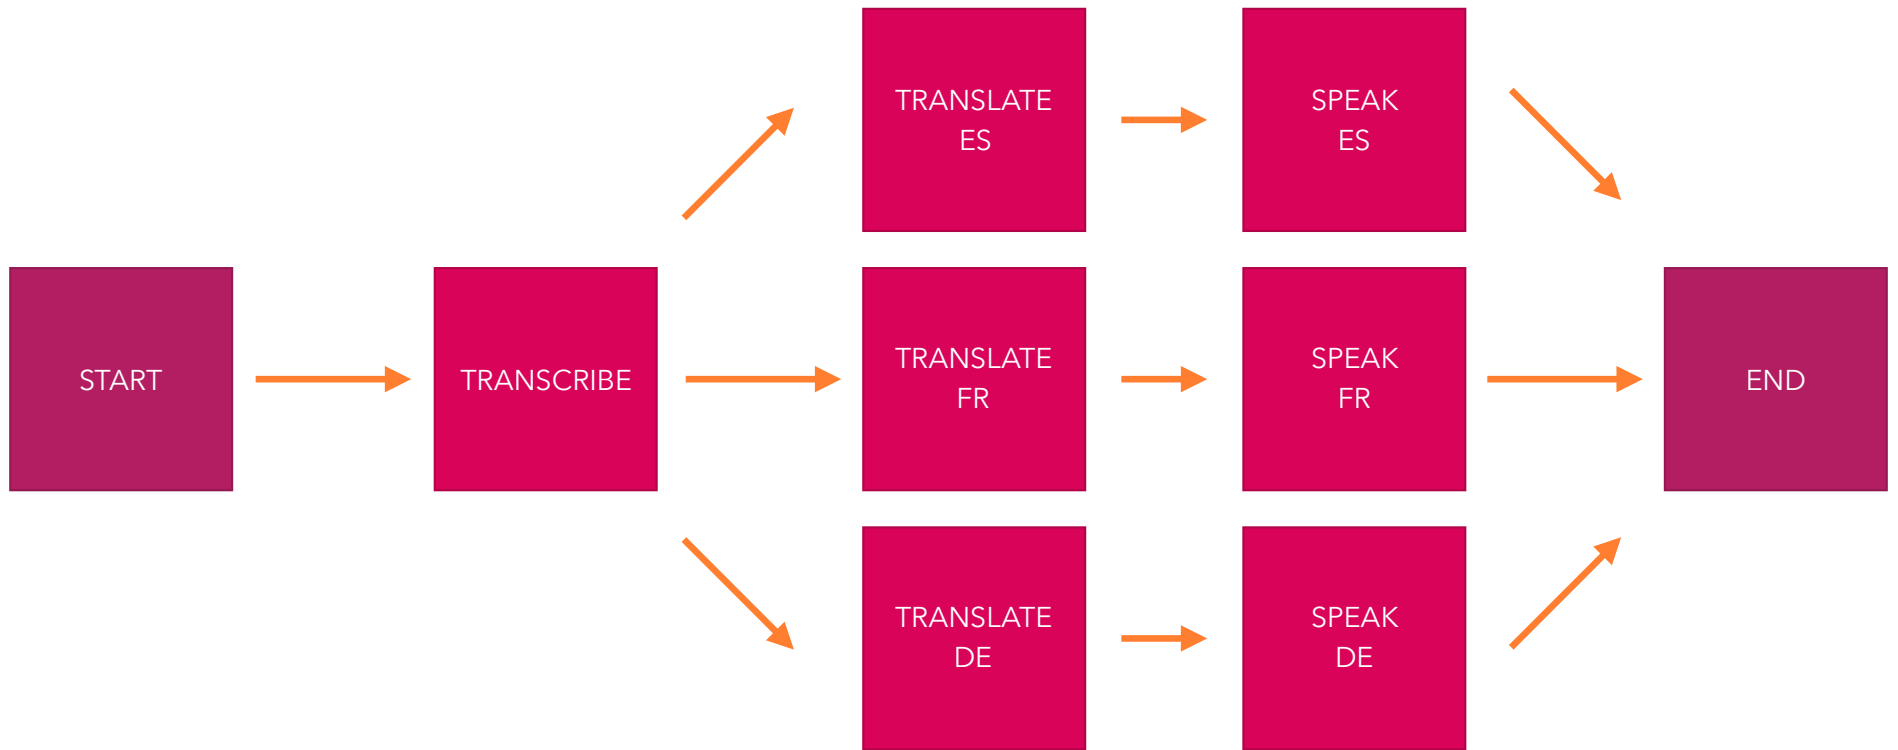 START
TRANSCRIBE
TRANSLATE
ES
SPEAK
ES
TRANSLATE
FR
SPEAK
FR
TRANSLATE
DE
SPEAK
DE
END